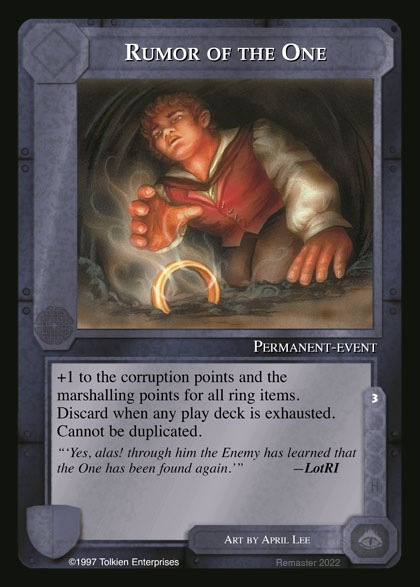 RUMOR OF THE ONE
PERMANENT-EVENT
+1 to the corruption points and the
marshalling points for all ring items.
Discard when any play deck is exhausted.
Cannot be duplicated.
3
“‘Yes, alas! through him the Enemy has learned that
the One has been found again.’” —LotRI
H
ART BY APRIL LEE
©1997 Tolkien Enterprises
Remaster 2022